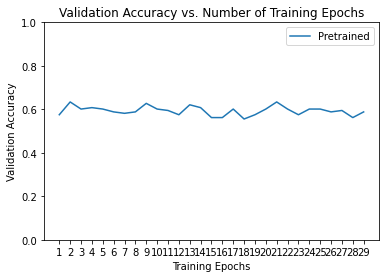 Validation Accuracy vs. Number of Training Epochs
Pretrained
1.0
0.8
0.6
0.4
0.2
0.0
Validation Accuracy
1 2 3 4 5 6 7 8 9 10 11 12 13 14 15 16 17 18 19 20 21 22 23 24 25 26 27 28 29
Training Epochs